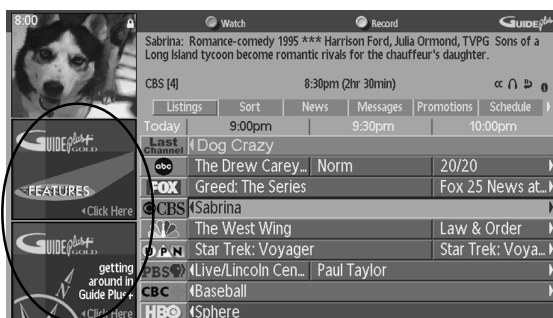 8:00
Watch Record GUIDE Plus+
Sabrina: Romance-comedy 1995 *** Harrison Ford, Julia
Ormond, TVPG Sons of a
Long Island tycoon become romantic rivals for the chauffeur's daughter.
CBS [4] 8:30pm (2hr 30min)
Listings Sort News Messages Promotions Schedule
Today 9:00pm 9:30pm 10:00pm
Last Channel Dog Crazy
abc The Drew Carey... Norm 20/20
FOX Greed: The Series Fox 25 News at...
CBS Sabrina
The West Wing Law & Order
UPN Star Trek: Voyager Star Trek: Voya...
PBS Live/Lincoln Cen... Paul Taylor
CBC Baseball
HBO Sphere
GUIDE Plus+
GOLD
FEATURES
Click Here
GUIDE Plus+
GOLD
getting
around in
Guide Plus+
Click Here